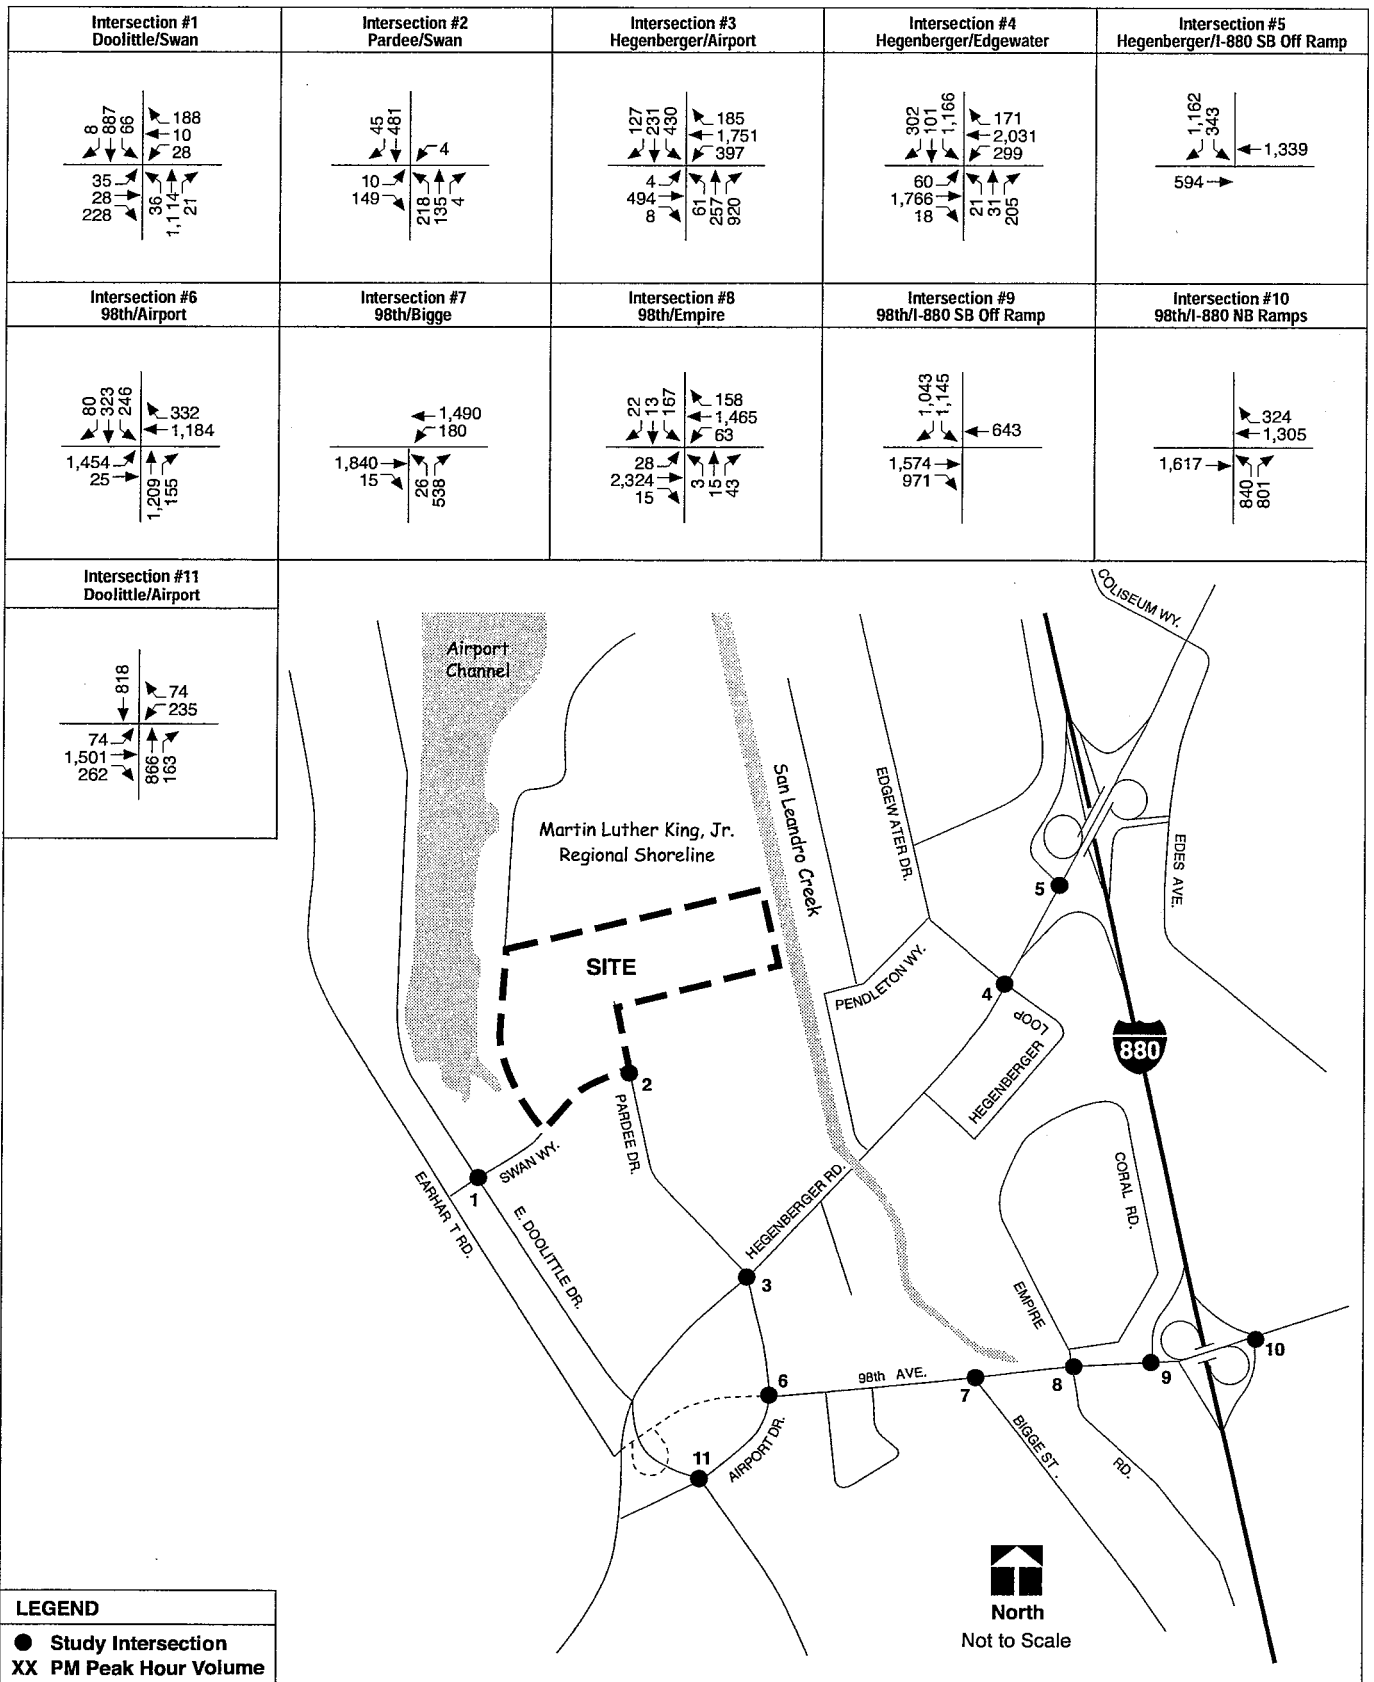 Intersection #1
Doolittle/Swan
8 887 66
188
10
28
35
28
228
36 1,114 21
Intersection #2
Pardee/Swan
45 481
4
10
149
218 135 4
Intersection #3
Hegenberger/Airport
127 231 430
185
1,751
397
4
494
8
61 257 920
Intersection #4
Hegenberger/Edgewater
302 101 1,166
171
2,031
299
60
1,766
18
21 31 205
Intersection #5
Hegenberger/I-880 SB Off Ramp
1,162 343
1,339
594
Intersection #6
98th/Airport
80 323 246
332
1,184
1,454
25
1,209 155
Intersection #7
98th/Bigge
1,490
180
1,840
15
26 538
Intersection #8
98th/Empire
22 13 167
158
1,465
63
28
2,324
15
3 15 43
Intersection #9
98th/I-880 SB Off Ramp
1,043 1,145
643
1,574
971
Intersection #10
98th/I-880 NB Ramps
324
1,305
1,617
840 801
Intersection #11
Doolittle/Airport
818
74
235
74
1,501
262
866 163
COLISEUM WY.
Airport
Channel
San Leandro Creek
EDGEWATER DR.
Martin Luther King, Jr.
Regional Shoreline
EDES AVE.
5
SITE
PENDLETON WY.
4
LOOP
HEGENBERGER
880
2
PARDEE DR.
SWAN WY.
1
EARHART RD.
E. DOOLITTLE DR.
HEGENBERGER RD.
3
CORAL RD.
EMPIRE
RD.
10
9
8
7
98th AVE.
6
AIRPORT DR.
11
BIGGE ST.
North
Not to Scale
LEGEND
Study Intersection
XX PM Peak Hour Volume